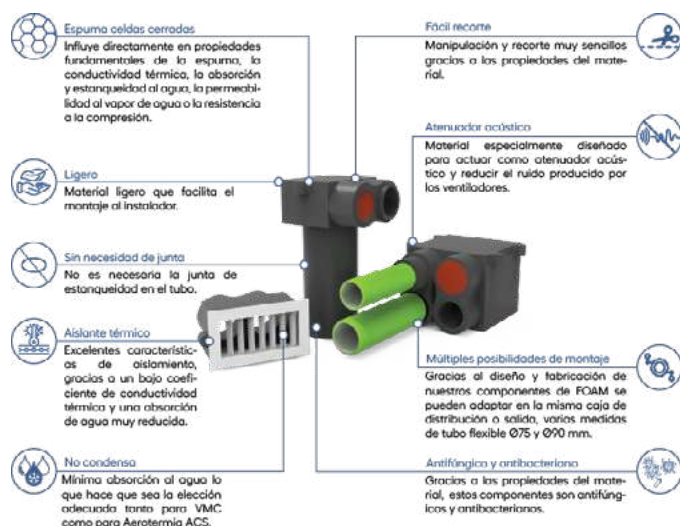 Espuma celdas cerradas
Influye directamente en propiedades
fundamentales de la espuma, la
conductividad térmica, la absorción
y estanqueidad al agua, la permeabi-
lidad al vapor de agua o la resistencia
a la compresión.
Ligero
Material ligero que facilita el
montaje al instalador.
Sin necesidad de junta
No es necesaria la junta de
estanqueidad en el tubo.
Aislante térmico
Excelentes característic-
as de aislamiento,
gracias a un bajo coefi-
ciente de conductividad
térmica y una absorción
de agua muy reducida.
No condensa
Mínima absorción al agua lo
que hace que sea la elección
adecuada tanto para VMC
como para Aerotermia ACS.
Fácil recorte
Manipulación y recorte muy sencillos
gracias a las propiedades del mate-
rial.
Atenuador acústico
Material especialmente diseñado
para actuar como atenuador acús-
tico y reducir el ruido producido por
los ventiladores.
Múltiples posibilidades de montaje
Gracias al diseño y fabricación de
nuestros componentes de FOAM se
pueden adaptar en la misma caja de
distribución o salida, varias medidas
de tubo flexible Ø75 y Ø90 mm.
Antifúngico y antibacteriano
Gracias a las propiedades del mate-
rial, estos componentes son antifúng-
icos y antibacterianos.